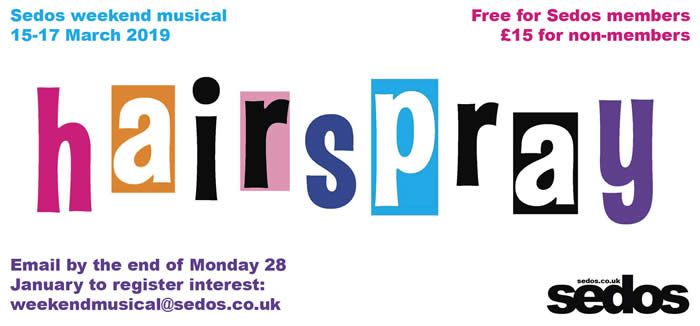 Sedos weekend musical
15-17 March 2019
Free for Sedos members
£15 for non-members
hairspray
Email by the end of Monday 28
January to register interest:
weekendmusical@sedos.co.uk
sedos.co.uk
sedos